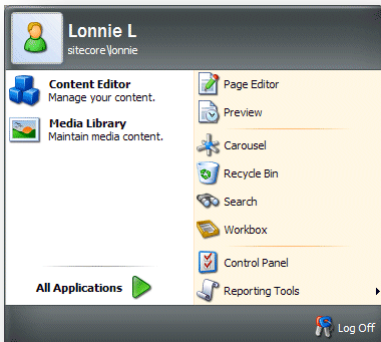 Lonnie L
sitecore\lonnie
Content Editor
Manage your content.
Media Library
Maintain media content.
All Applications
Page Editor
Preview
Carousel
Recycle Bin
Search
Workbox
Control Panel
Reporting Tools
Log Off